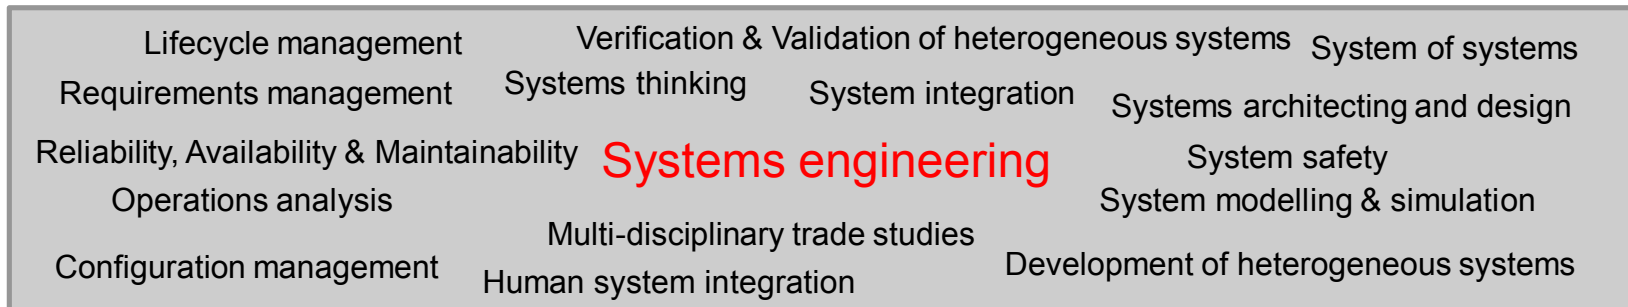 Lifecycle management
Verification & Validation of heterogeneous systems
System of systems
Requirements management
Systems thinking
System integration
Systems architecting and design
Reliability, Availability & Maintainability
Systems engineering
System safety
Operations analysis
System modelling & simulation
Multi-disciplinary trade studies
Configuration management
Human system integration
Development of heterogeneous systems